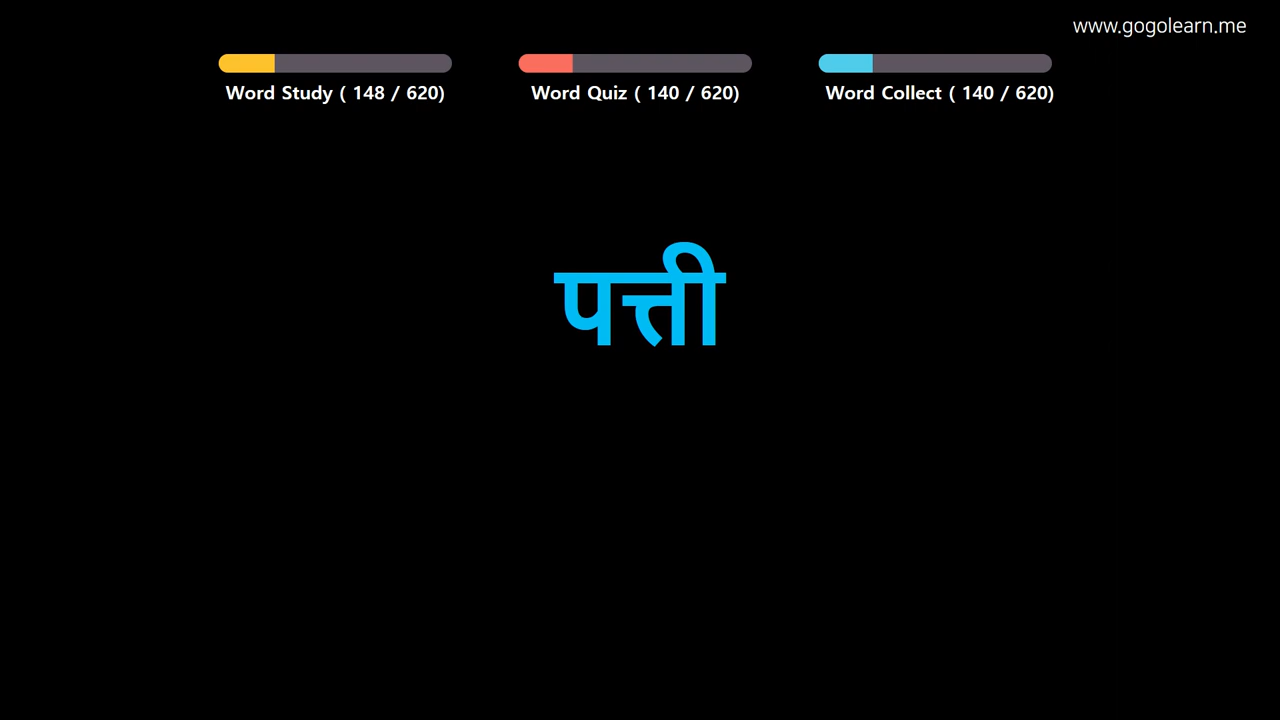 www.gogolearn.me
Word Study ( 148 / 620)
Word Quiz ( 140 / 620)
Word Collect ( 140 / 620)
पत्ती